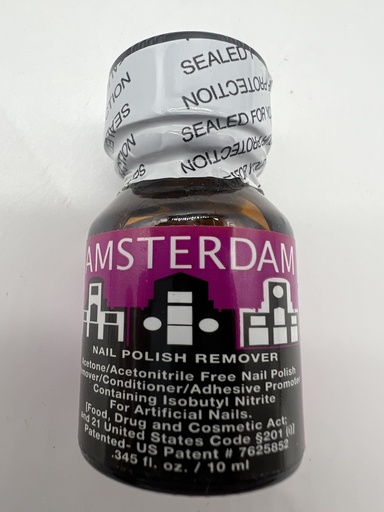 SEALED
PROTECTION
SEALED FOR
PROTECTION
AMSTERDAM
NAIL POLISH REMOVER
Acetone/Acetonitrile Free Nail Polish
Remover/Conditioner/Adhesive Promoter
Containing Isobutyl Nitrite
For Artificial Nails.
[Food, Drug and Cosmetic Act;
and 21 United States Code §201 (i)]
Patented- US Patent # 7625852
.345 fl. oz. / 10 ml